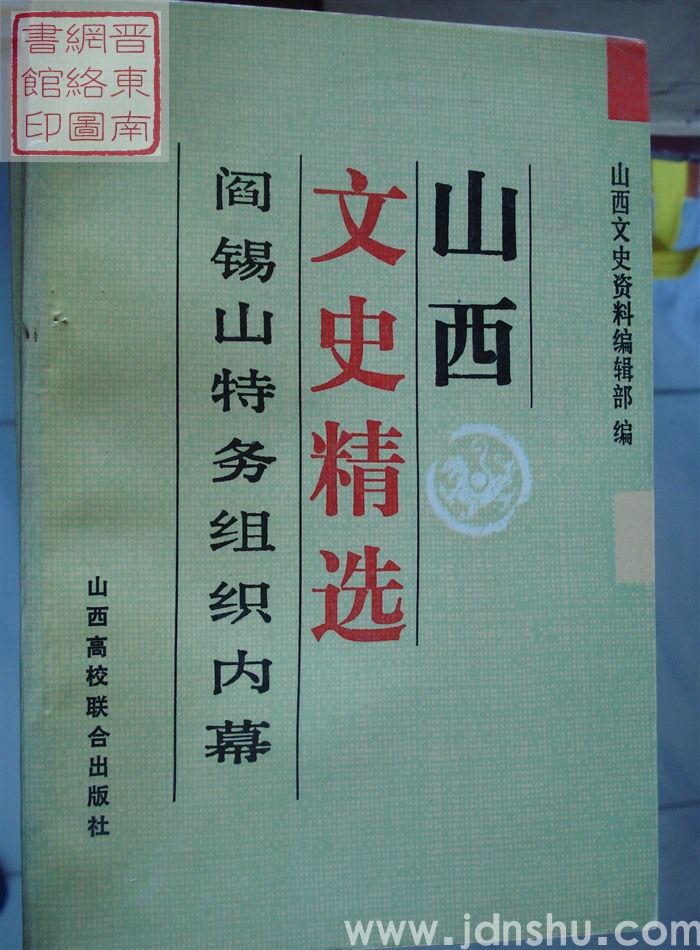 晋東南
網絡圖
書館印
山西文史资料编辑部 编
山西
文史精选
阎锡山特务组织内幕
山西高校联合出版社
www.jdnshu.com